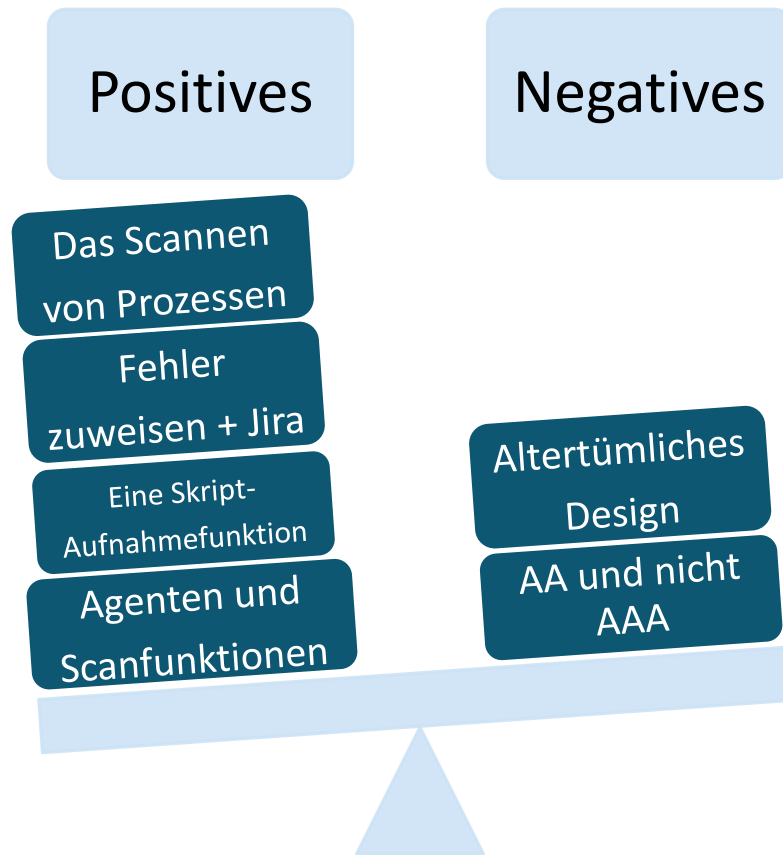 Positives
Negatives
Das Scannen
von Prozessen
Fehler
zuweisen + Jira
Eine Skript-
Aufnahmefunktion
Agenten und
Scanfunktionen
Altertümliches
Design
AA und nicht
AAA